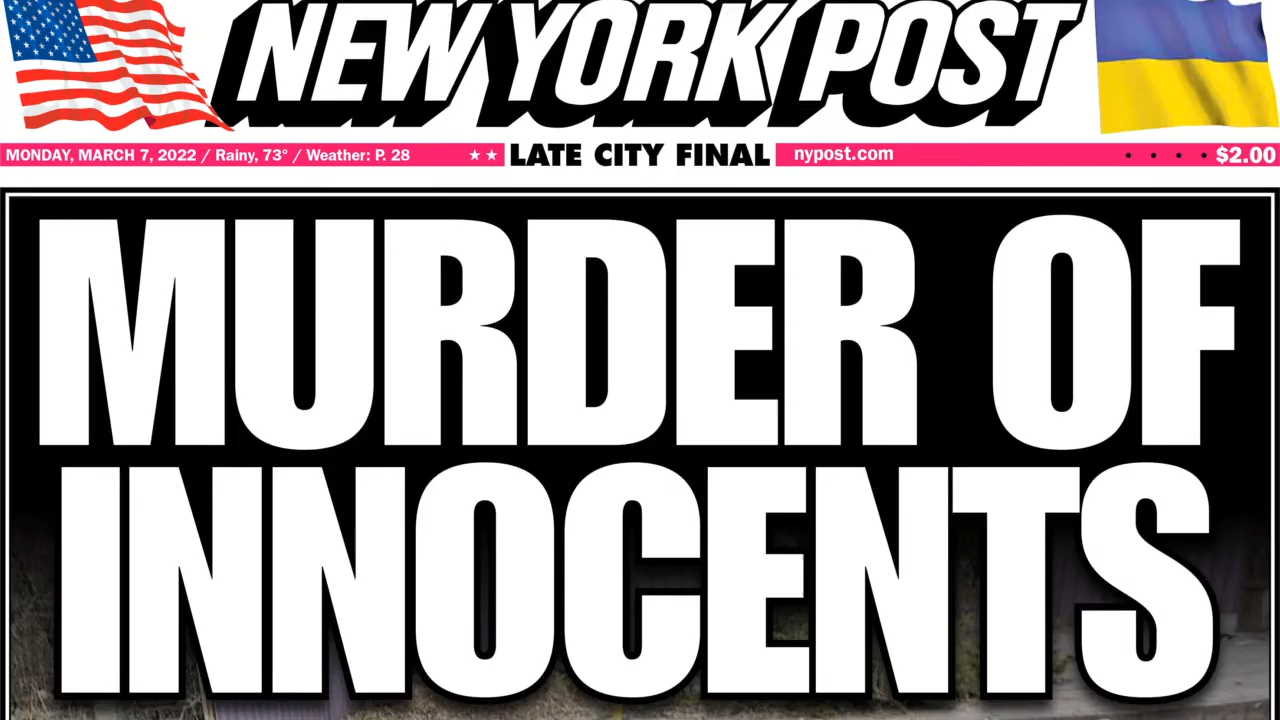 NEW YORK POST
MONDAY, MARCH 7, 2022 / Rainy, 73° / Weather: P. 28 ★★ LATE CITY FINAL nypost.com • • • • $2.00
MURDER OF
INNOCENTS